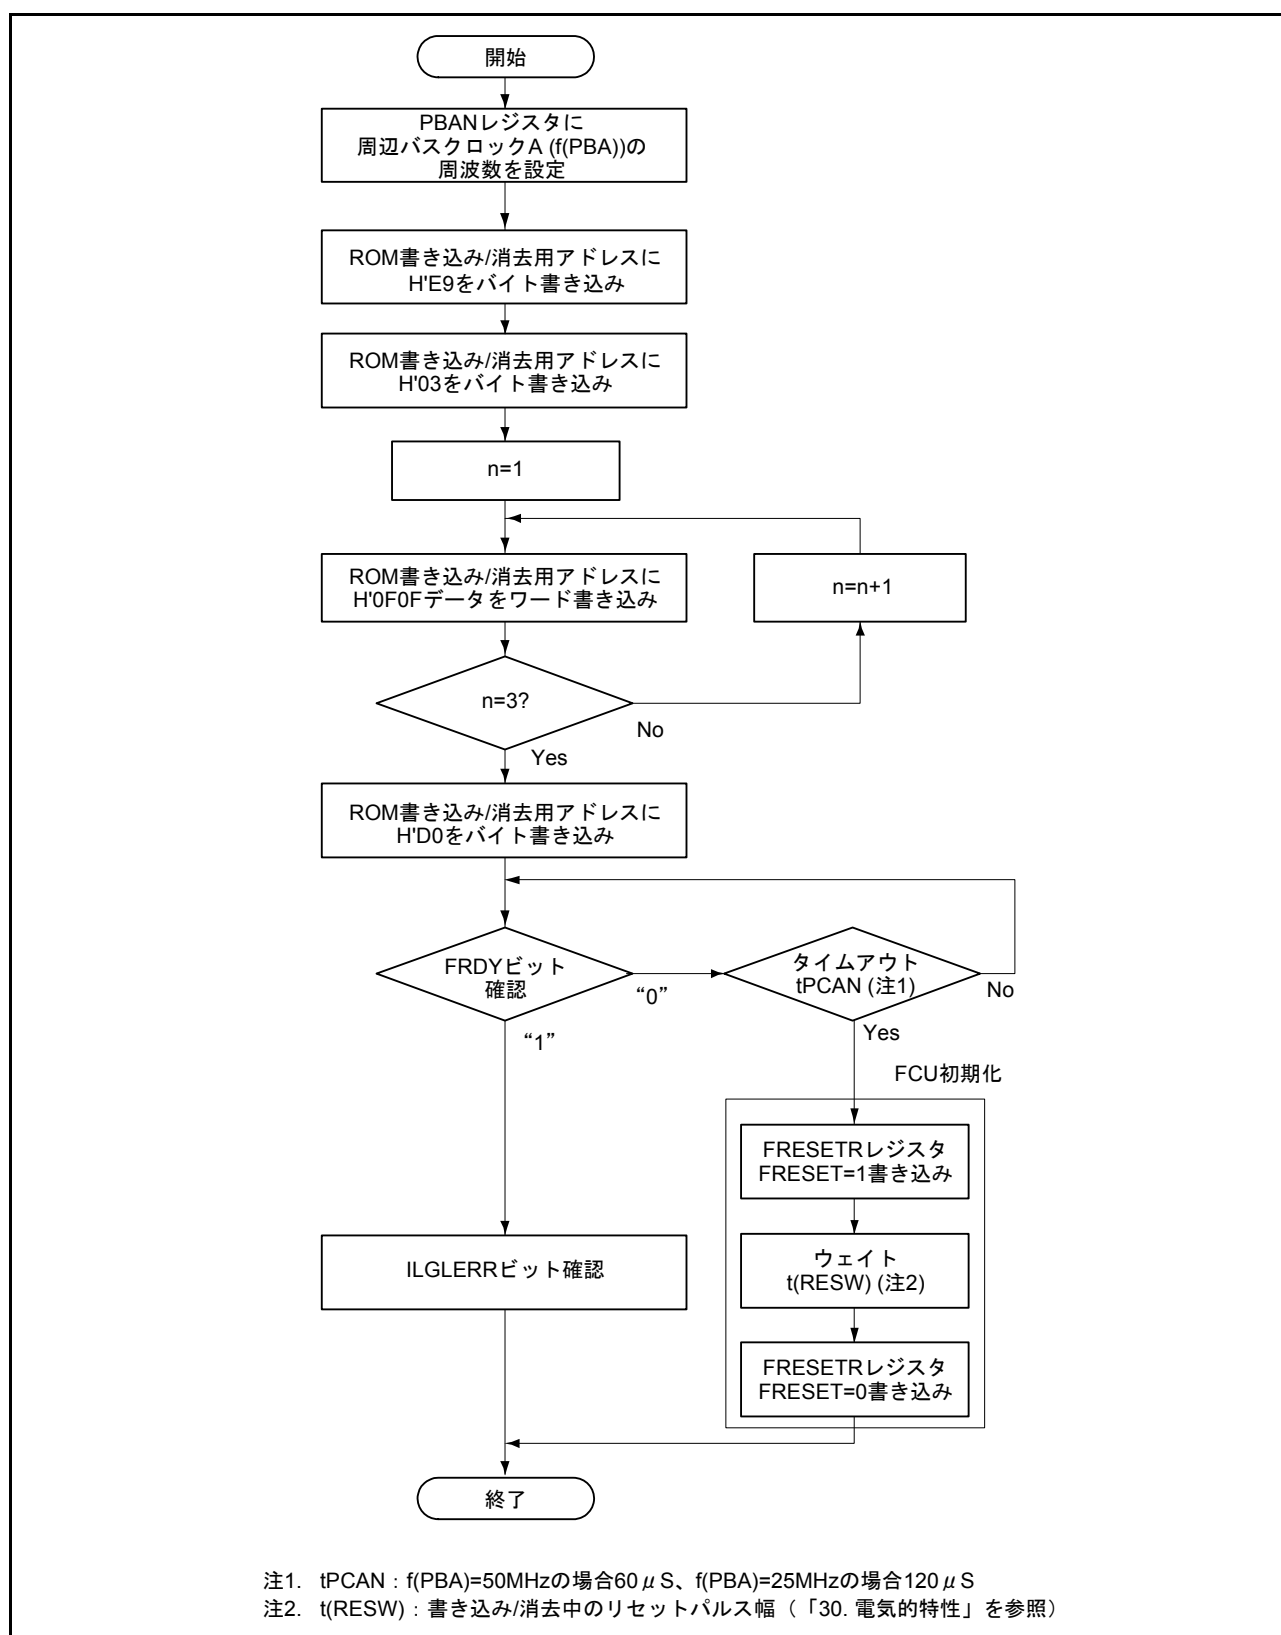 開始
PBANレジスタに
周辺バスクロックA (f(PBA))の
周波数を設定
ROM書き込み/消去用アドレスに
H'E9をバイト書き込み
ROM書き込み/消去用アドレスに
H'03をバイト書き込み
n=1
ROM書き込み/消去用アドレスに
H'0F0Fデータをワード書き込み
n=n+1
n=3?
No
Yes
ROM書き込み/消去用アドレスに
H'D0をバイト書き込み
FRDYビット
確認
“0”
“1”
タイムアウト
tPCAN (注1)
No
Yes
FCU初期化
FRESETRレジスタ
FRESET=1書き込み
ウェイト
t(RESW) (注2)
FRESETRレジスタ
FRESET=0書き込み
ILGLERRビット確認
終了
注1. tPCAN：f(PBA)=50MHzの場合60μS、f(PBA)=25MHzの場合120μS
注2. t(RESW)：書き込み/消去中のリセットパルス幅（「30. 電気的特性」を参照）